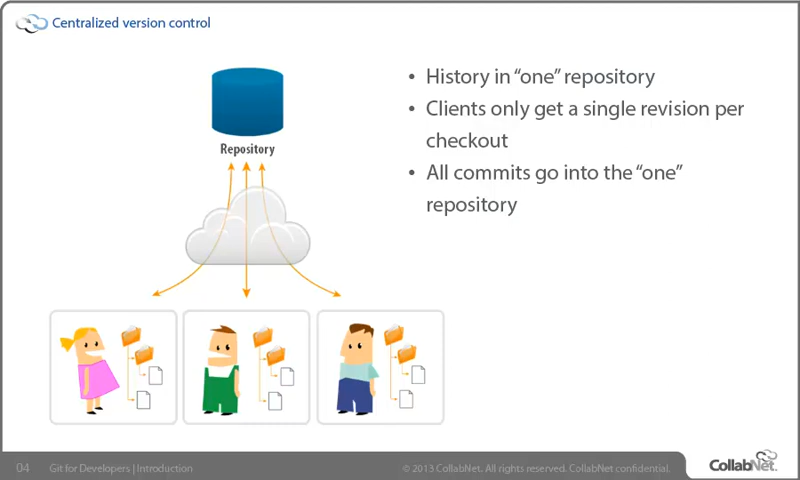 Centralized version control
• History in “one” repository
• Clients only get a single revision per
checkout
• All commits go into the “one”
repository
Repository
04 Git for Developers | Introduction © 2013 CollabNet. All rights reserved. CollabNet confidential.
CollabNet